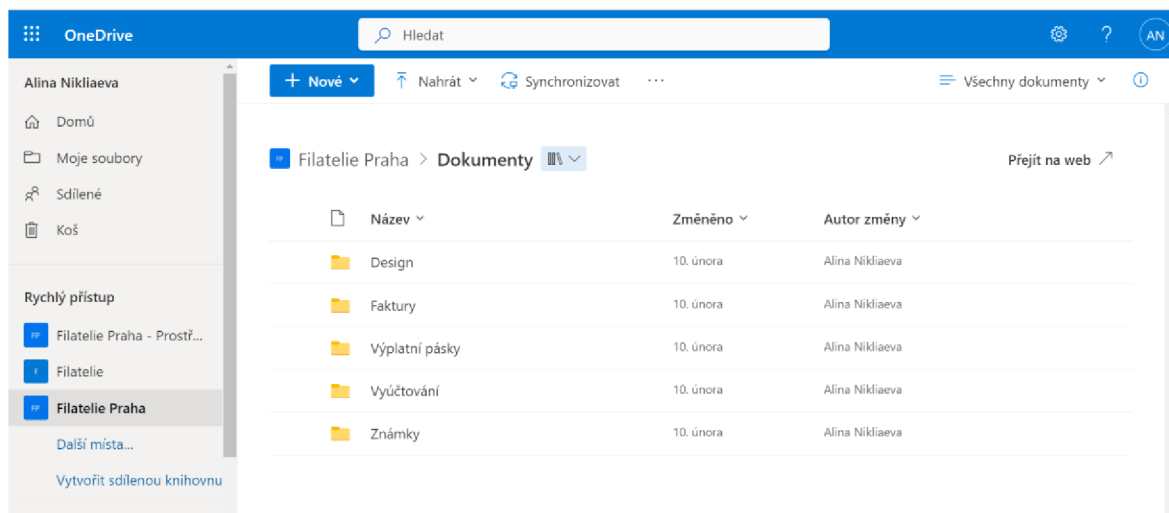 OneDrive
Hledat
AN
Alina Nikliaeva
Domů
Moje soubory
Sdílené
Koš
Rychlý přístup
FP Filatelie Praha - Prostř...
F Filatelie
FP Filatelie Praha
Další místa...
Vytvořit sdílenou knihovnu
+ Nové
Nahrát
Synchronizovat
...
Všechny dokumenty
FP Filatelie Praha > Dokumenty
Přejít na web
Název Změněno Autor změny
Design 10. února Alina Nikliaeva
Faktury 10. února Alina Nikliaeva
Výplatní pásky 10. února Alina Nikliaeva
Vyúčtování 10. února Alina Nikliaeva
Známky 10. února Alina Nikliaeva